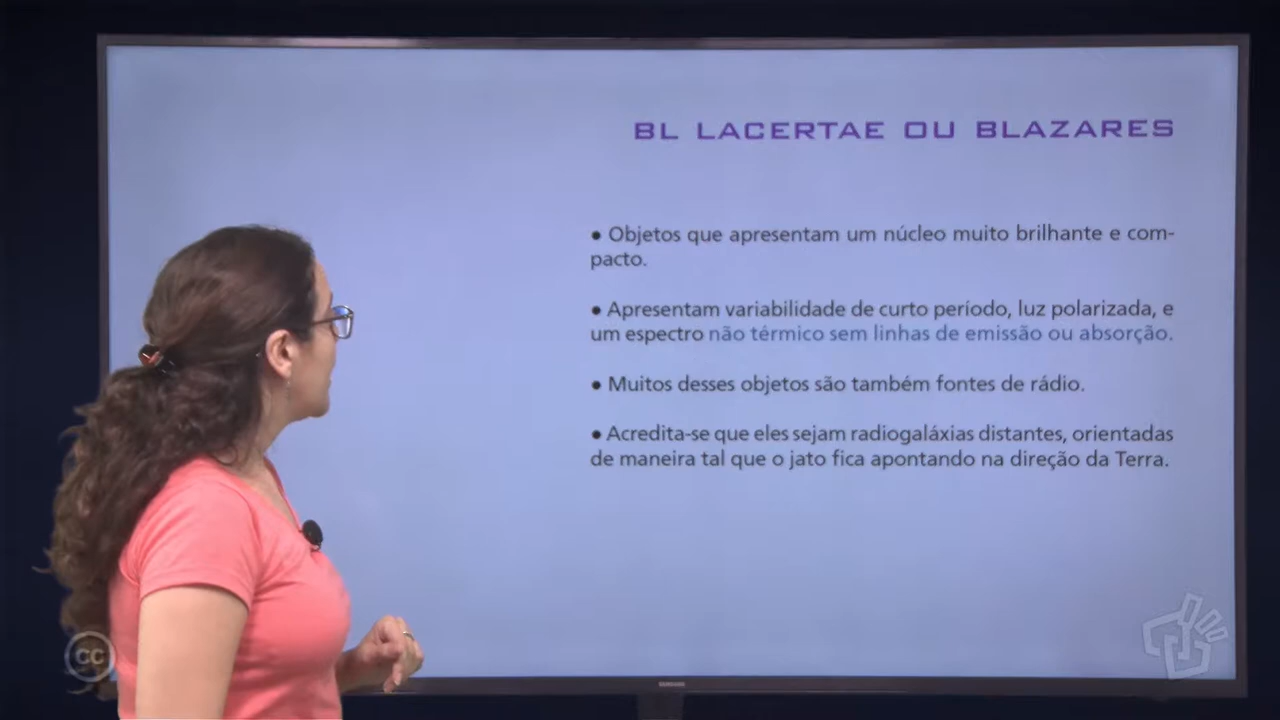 BL LACERTAE OU BLAZARES
• Objetos que apresentam um núcleo muito brilhante e com-
pacto.
• Apresentam variabilidade de curto período, luz polarizada, e
um espectro não térmico sem linhas de emissão ou absorção.
• Muitos desses objetos são também fontes de rádio.
• Acredita-se que eles sejam radiogaláxias distantes, orientadas
de maneira tal que o jato fica apontando na direção da Terra.
cc
SAMSUNG